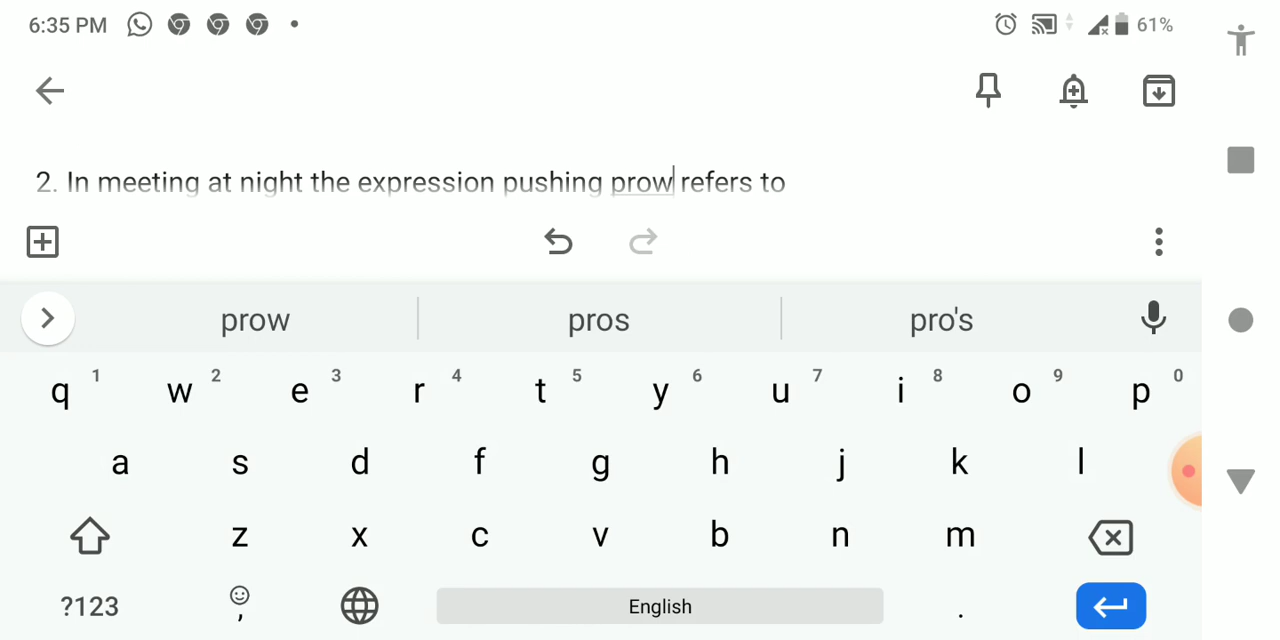 6:35 PM 61%
2. In meeting at night the expression pushing prow refers to
prow pros pro's
q 1 w 2 e 3 r 4 t 5 y 6 u 7 i 8 o 9 p 0
a s d f g h j k l
z x c v b n m
?123 , English .